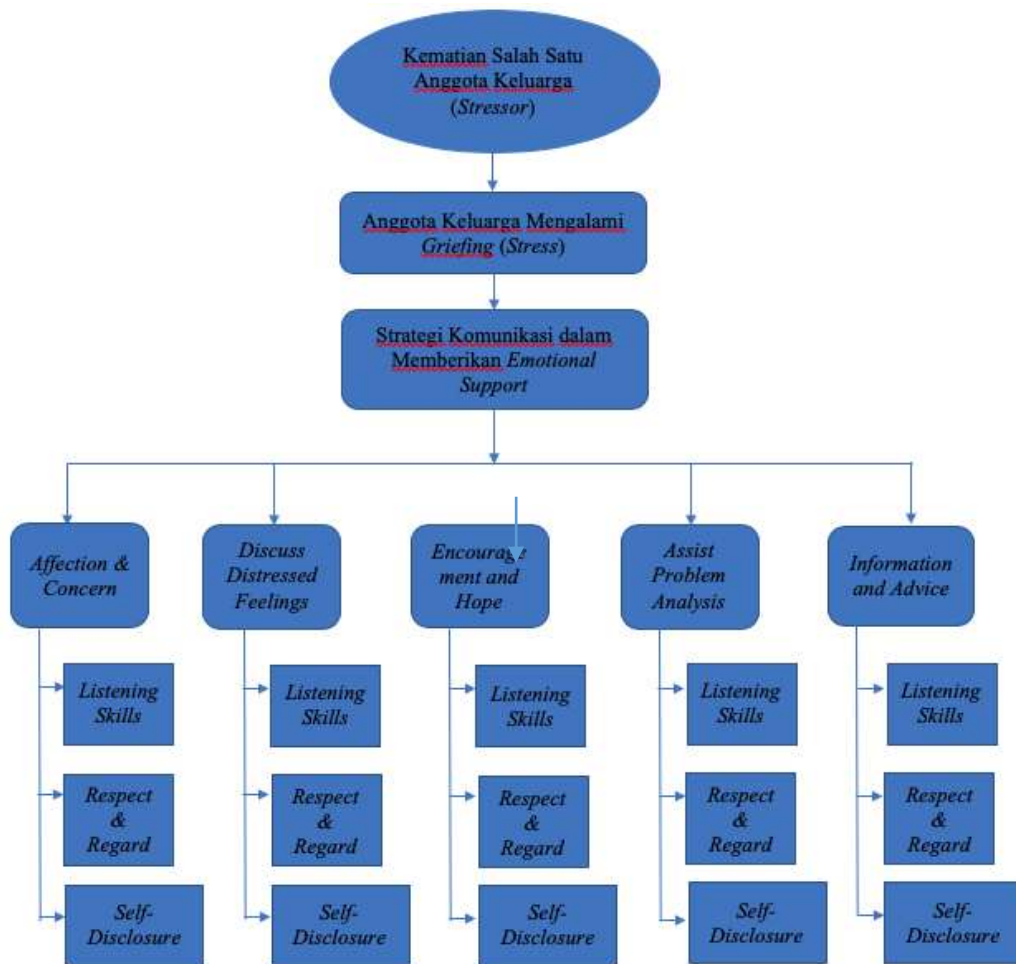 Kematian Salah Satu
Anggota Keluarga
(Stressor)
Anggota Keluarga Mengalami
Griefing (Stress)
Strategi Komunikasi dalam
Memberikan Emotional
Support
Affection &
Concern
Discuss
Distressed
Feelings
Encourage
ment and
Hope
Assist
Problem
Analysis
Information
and Advice
Listening
Skills
Listening
Skills
Listening
Skills
Listening
Skills
Listening
Skills
Respect
&
Regard
Respect
&
Regard
Respect
&
Regard
Respect
&
Regard
Respect
&
Regard
Self-
Disclosure
Self-
Disclosure
Self-
Disclosure
Self-
Disclosure
Self-
Disclosure